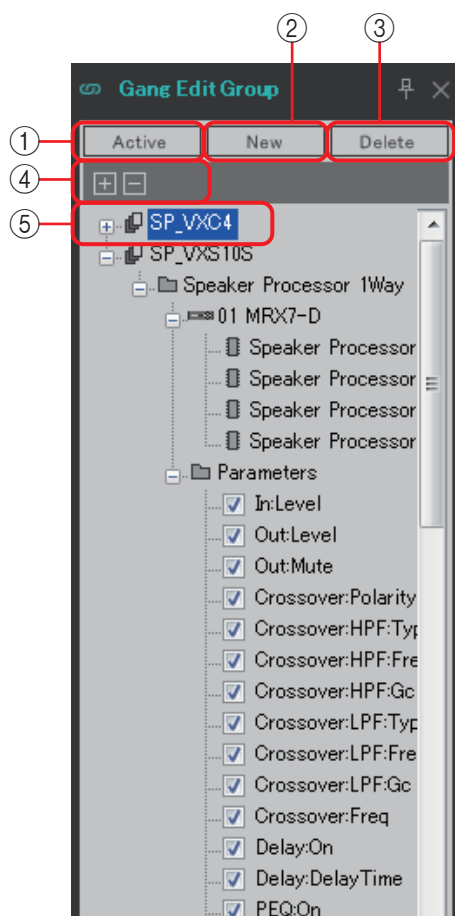 ② ③
Gang Edit Group
① Active New Delete
④
⑤ SP_VXC4
SP_VXS10S
Speaker Processor 1Way
01 MRX7-D
Speaker Processor
Speaker Processor
Speaker Processor
Speaker Processor
Parameters
In:Level
Out:Level
Out:Mute
Crossover:Polarity
Crossover:HPF:Typ
Crossover:HPF:Fre
Crossover:HPF:Gc
Crossover:LPF:Typ
Crossover:LPF:Fre
Crossover:LPF:Gc
Crossover:Freq
Delay:On
Delay:DelayTime
PEQ:On